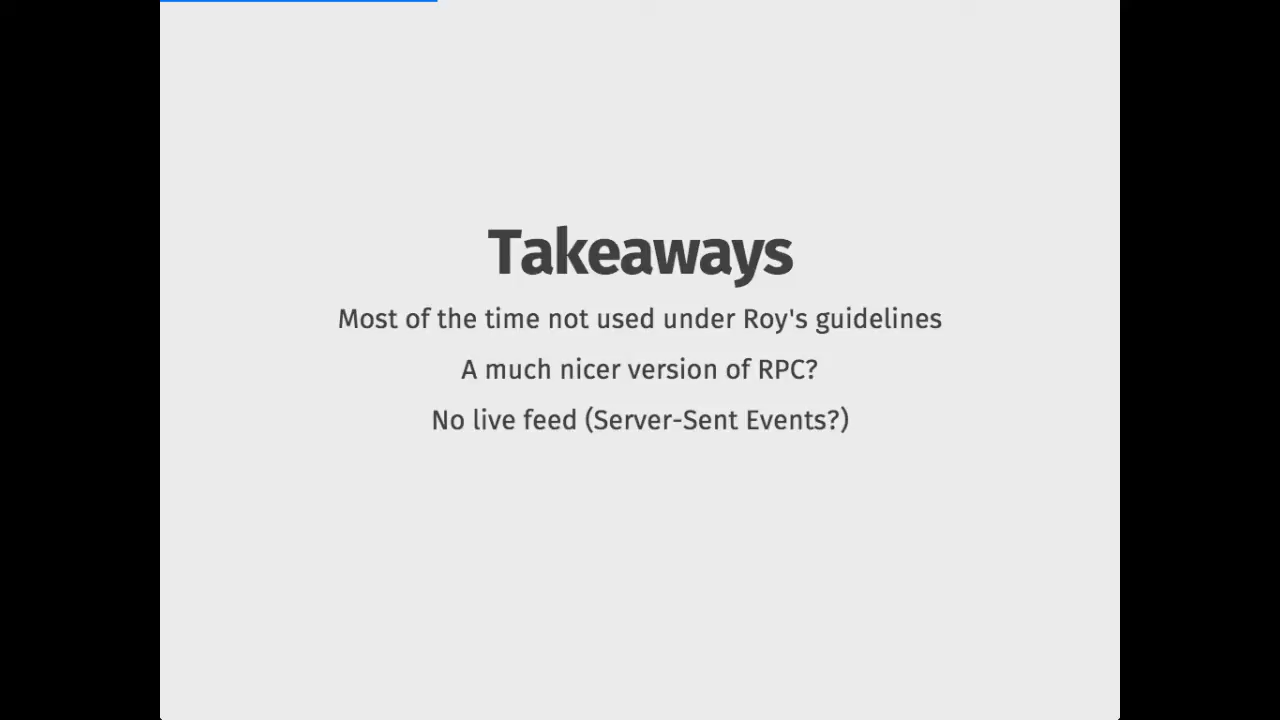 Takeaways
Most of the time not used under Roy's guidelines
A much nicer version of RPC?
No live feed (Server-Sent Events?)